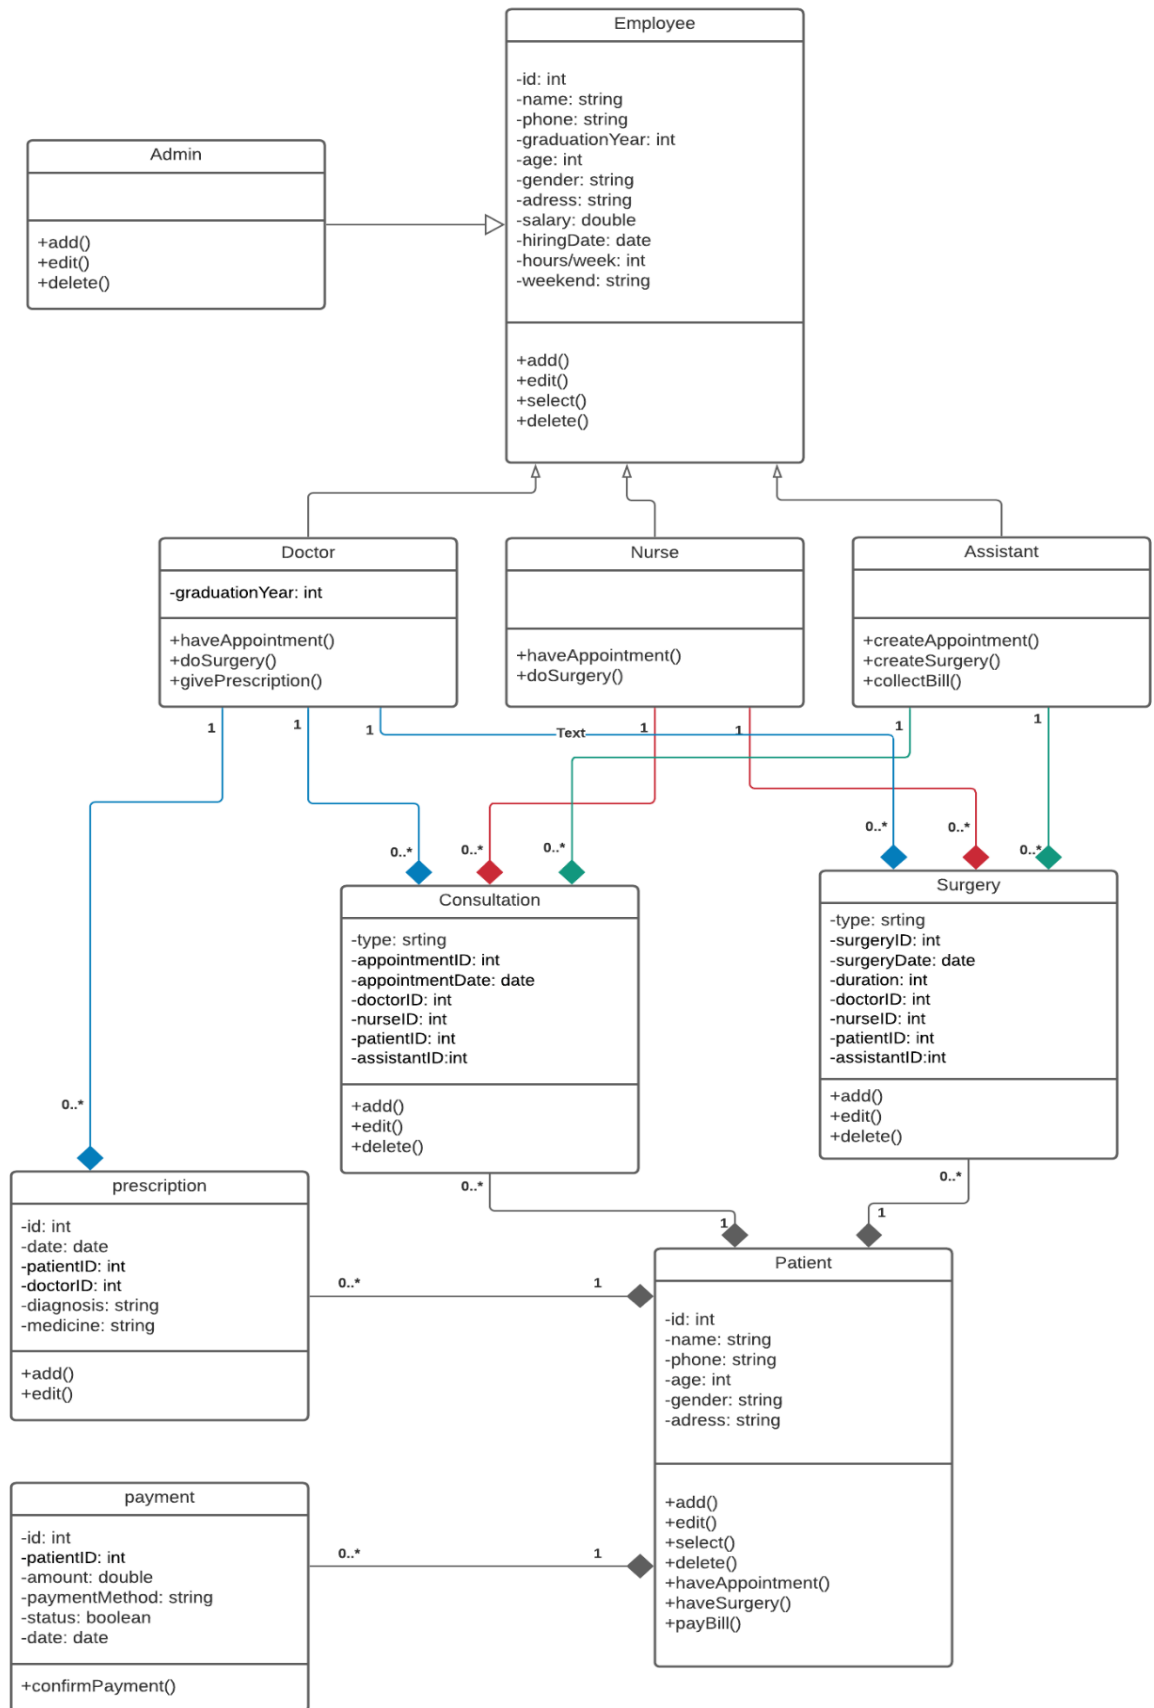 Employee
-id: int
-name: string
-phone: string
-graduationYear: int
-age: int
-gender: string
-adress: string
-salary: double
-hiringDate: date
-hours/week: int
-weekend: string
+add()
+edit()
+select()
+delete()
Admin
+add()
+edit()
+delete()
Doctor
-graduationYear: int
+haveAppointment()
+doSurgery()
+givePrescription()
Nurse
+haveAppointment()
+doSurgery()
Assistant
+createAppointment()
+createSurgery()
+collectBill()
1
1
1
Text
1
1
1
1
0..*
0..*
0..*
0..*
0..*
0..*
0..*
Consultation
-type: srting
-appointmentID: int
-appointmentDate: date
-doctorID: int
-nurseID: int
-patientID: int
-assistantID:int
+add()
+edit()
+delete()
Surgery
-type: srting
-surgeryID: int
-surgeryDate: date
-duration: int
-doctorID: int
-nurseID: int
-patientID: int
-assistantID:int
+add()
+edit()
+delete()
0..*
1
0..*
1
prescription
-id: int
-date: date
-patientID: int
-doctorID: int
-diagnosis: string
-medicine: string
+add()
+edit()
0..*
1
Patient
-id: int
-name: string
-phone: string
-age: int
-gender: string
-adress: string
+add()
+edit()
+select()
+delete()
+haveAppointment()
+haveSurgery()
+payBill()
payment
-id: int
-patientID: int
-amount: double
-paymentMethod: string
-status: boolean
-date: date
+confirmPayment()
0..*
1